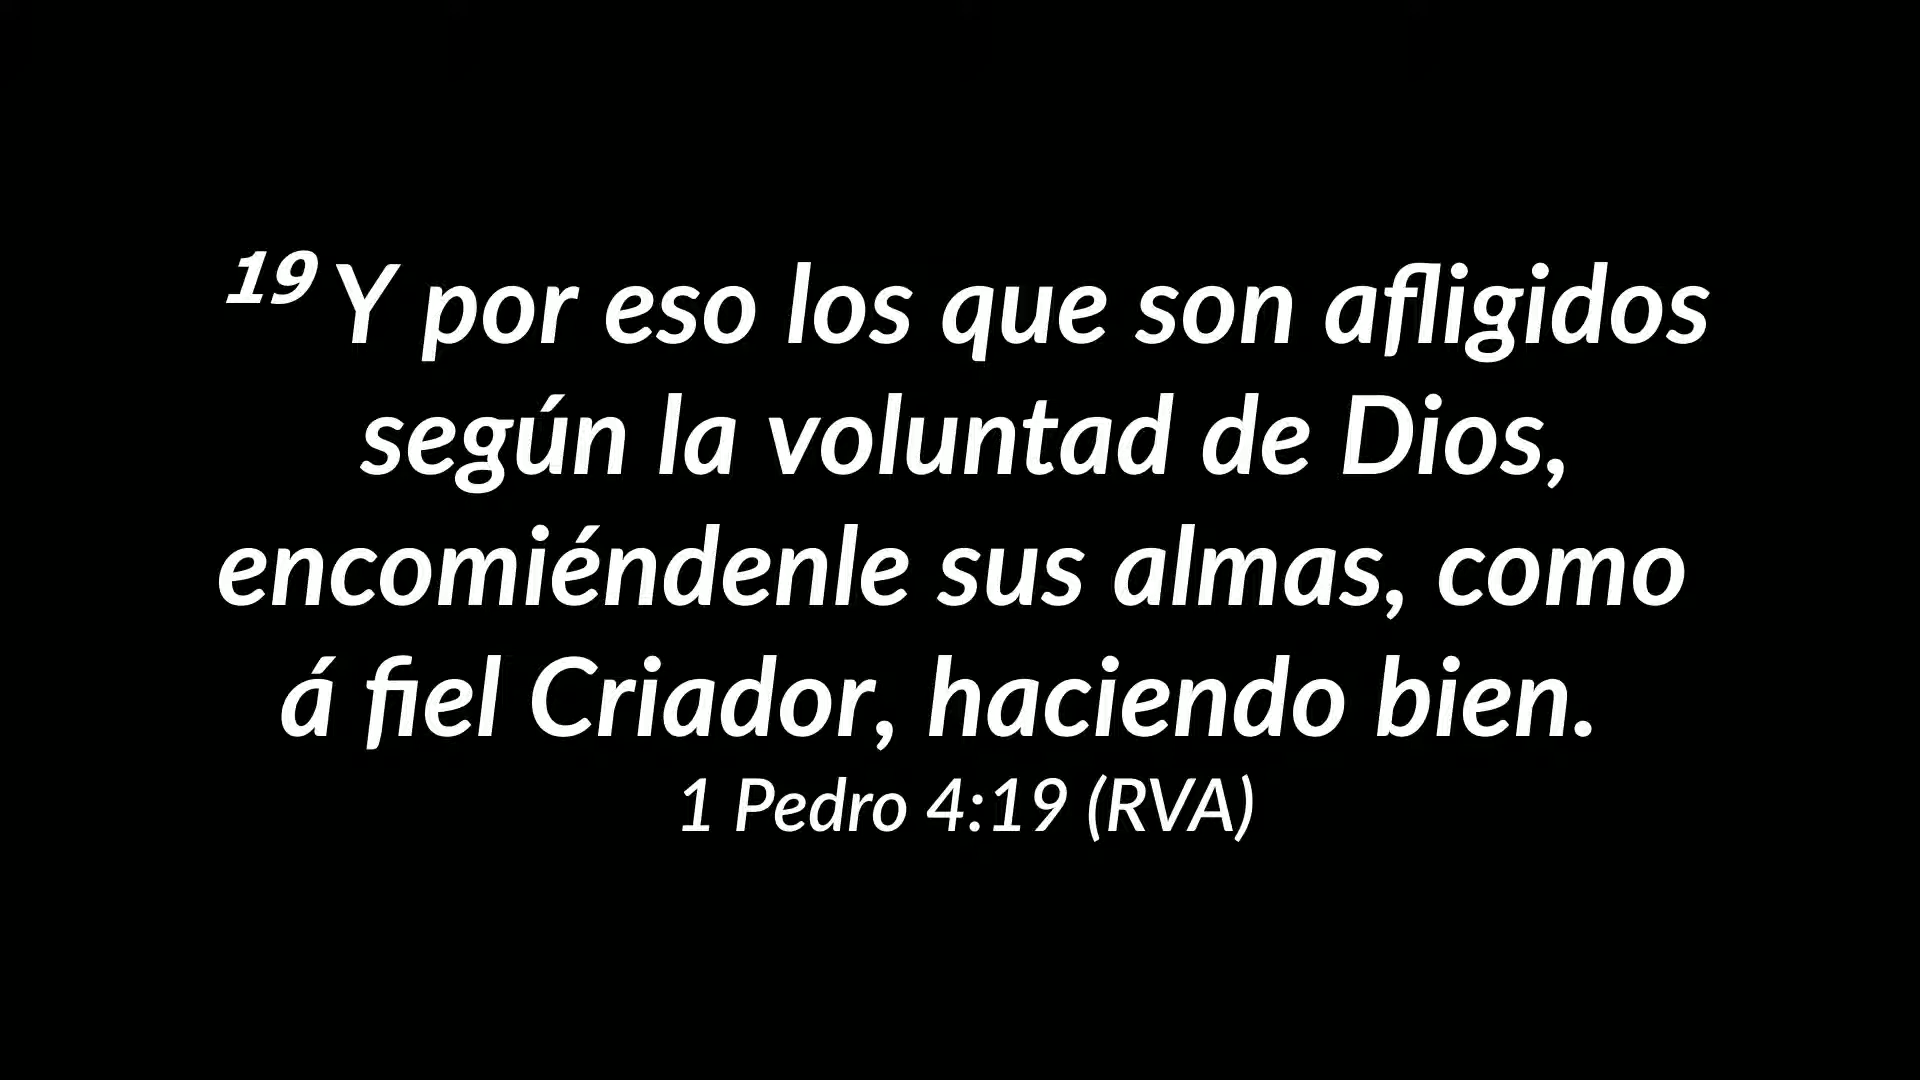 19 Y por eso los que son afligidos
según la voluntad de Dios,
encomiéndenle sus almas, como
á fiel Criador, haciendo bien.
1 Pedro 4:19 (RVA)